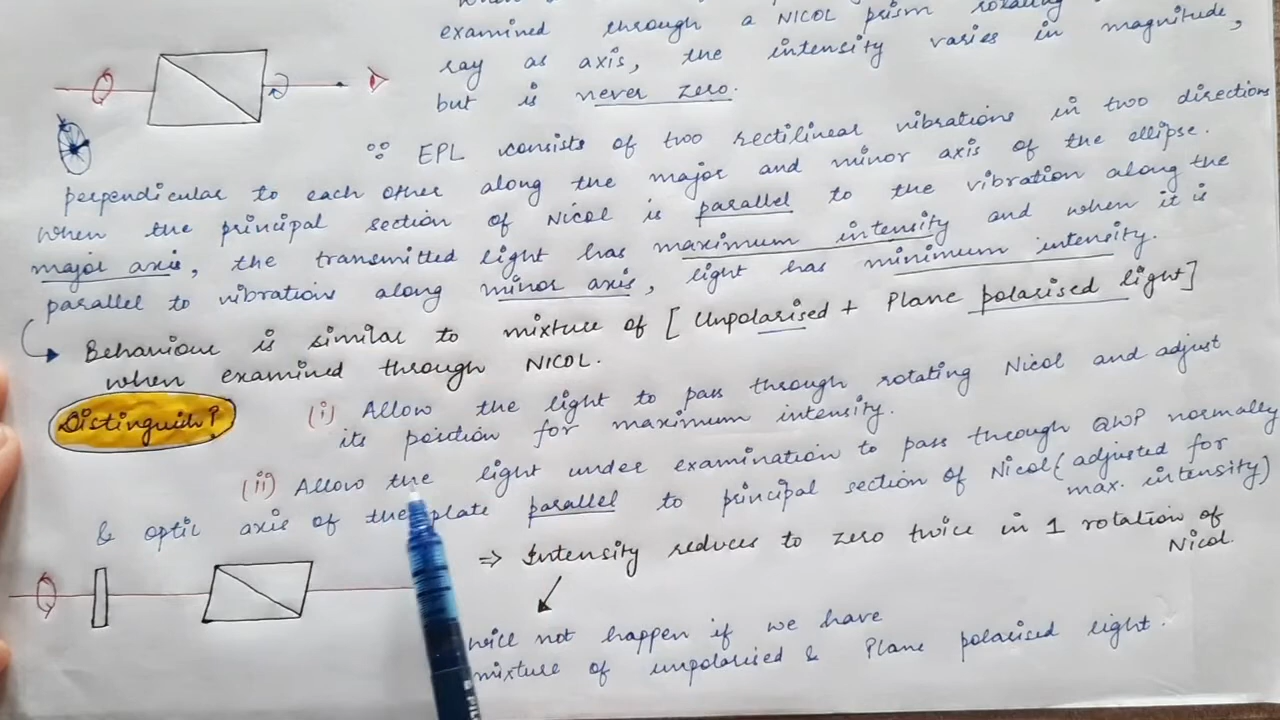 examined through a NICOL prism rotating
ray as axis, the intensity varies in magnitude,
but is never zero.
∵ EPL consists of two rectilinear vibrations in two directions
perpendicular to each other along the major and minor axis of the ellipse.
When the principal section of Nicol is parallel to the vibration along the
major axis, the transmitted light has maximum intensity and when it is
parallel to vibrations along minor axis, light has minimum intensity.
Behaviour is similar to mixture of [Unpolarised + Plane polarised light]
when examined through NICOL.
Distinguish?
(i) Allow the light to pass through rotating Nicol and adjust
its position for maximum intensity.
(ii) Allow the light under examination to pass through QWP normally
& optic axis of the plate parallel to principal section of Nicol (adjusted for
max. intensity)
⇒ Intensity reduces to zero twice in 1 rotation of
Nicol.
will not happen if we have
mixture of unpolarised & Plane polarised light.